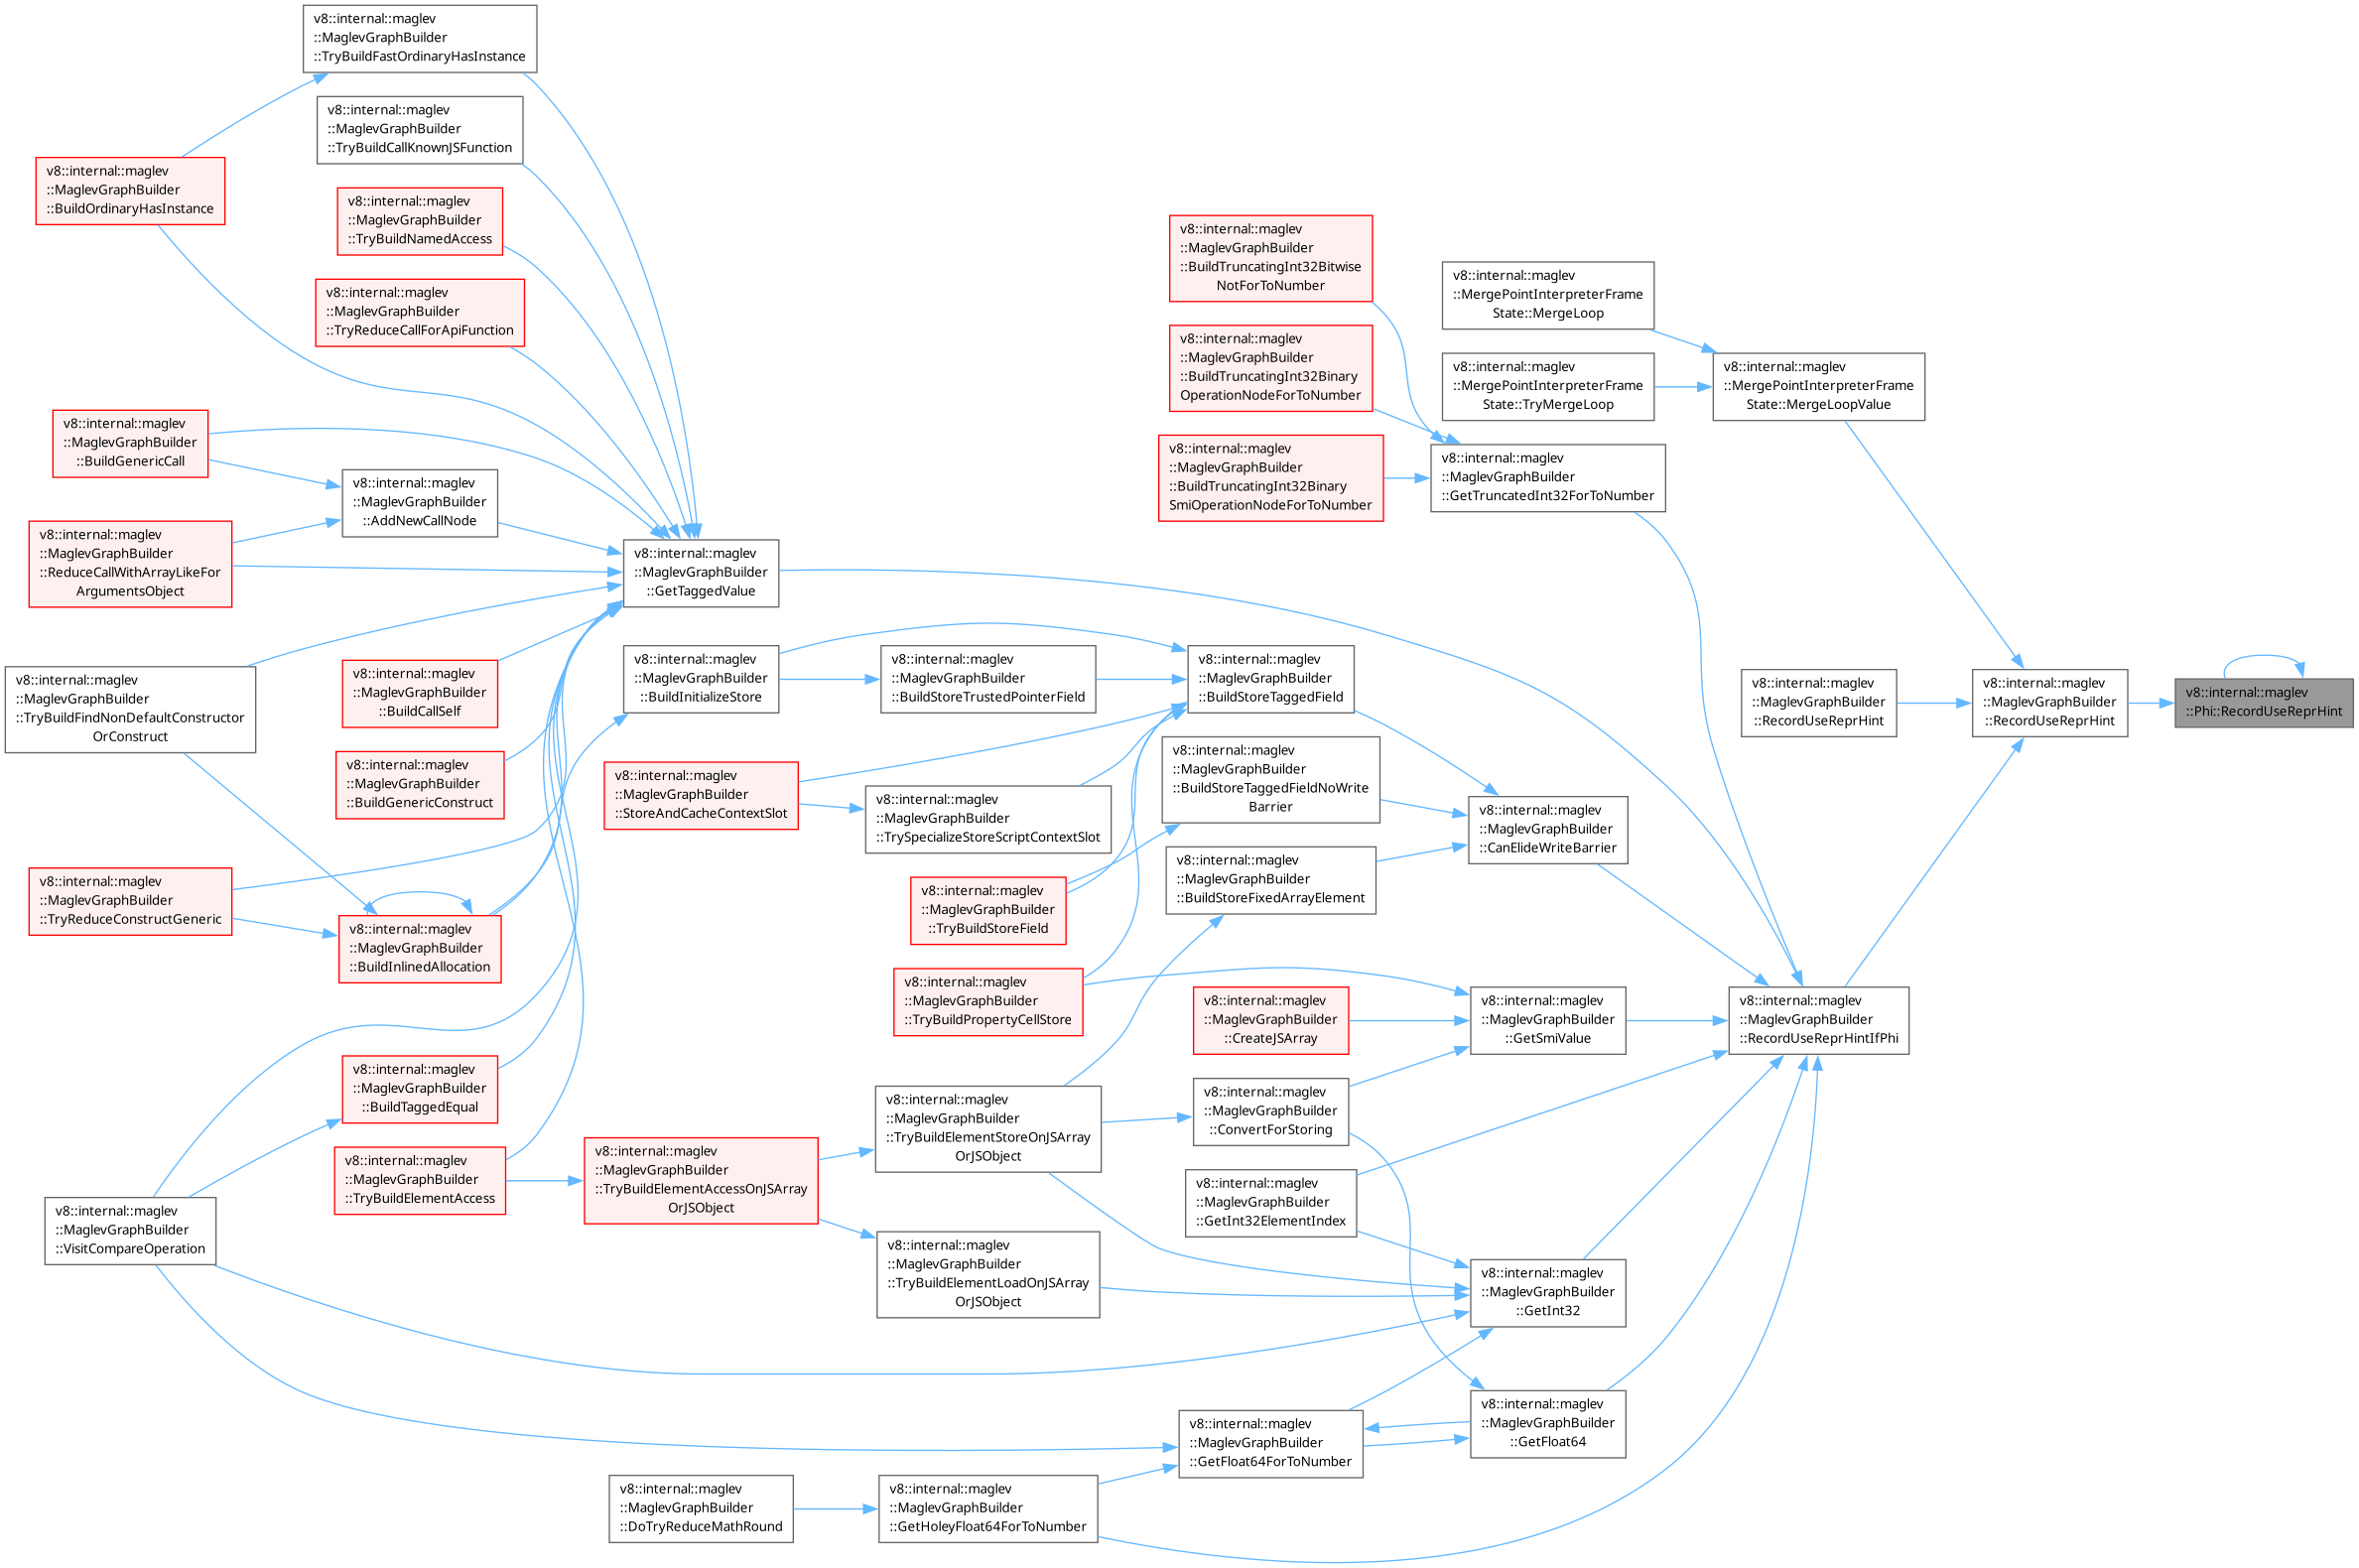 v8::internal::maglev
::MaglevGraphBuilder
::TryBuildFastOrdinaryHasInstance
v8::internal::maglev
::MaglevGraphBuilder
::TryBuildCallKnownJSFunction
v8::internal::maglev
::MaglevGraphBuilder
::BuildOrdinaryHasInstance
v8::internal::maglev
::MaglevGraphBuilder
::TryBuildNamedAccess
v8::internal::maglev
::MaglevGraphBuilder
::TryReduceCallForApiFunction
v8::internal::maglev
::MaglevGraphBuilder
::BuildGenericCall
v8::internal::maglev
::MaglevGraphBuilder
::AddNewCallNode
v8::internal::maglev
::MaglevGraphBuilder
::ReduceCallWithArrayLikeFor
ArgumentsObject
v8::internal::maglev
::MaglevGraphBuilder
::GetTaggedValue
v8::internal::maglev
::MaglevGraphBuilder
::TryBuildFindNonDefaultConstructor
OrConstruct
v8::internal::maglev
::MaglevGraphBuilder
::BuildCallSelf
v8::internal::maglev
::MaglevGraphBuilder
::BuildGenericConstruct
v8::internal::maglev
::MaglevGraphBuilder
::TryReduceConstructGeneric
v8::internal::maglev
::MaglevGraphBuilder
::BuildInlinedAllocation
v8::internal::maglev
::MaglevGraphBuilder
::BuildTaggedEqual
v8::internal::maglev
::MaglevGraphBuilder
::TryBuildElementAccess
v8::internal::maglev
::MaglevGraphBuilder
::VisitCompareOperation
v8::internal::maglev
::MaglevGraphBuilder
::BuildInitializeStore
v8::internal::maglev
::MaglevGraphBuilder
::BuildStoreTrustedPointerField
v8::internal::maglev
::MaglevGraphBuilder
::BuildStoreTaggedField
v8::internal::maglev
::MaglevGraphBuilder
::StoreAndCacheContextSlot
v8::internal::maglev
::MaglevGraphBuilder
::TrySpecializeStoreScriptContextSlot
v8::internal::maglev
::MaglevGraphBuilder
::BuildStoreTaggedFieldNoWrite
Barrier
v8::internal::maglev
::MaglevGraphBuilder
::BuildStoreFixedArrayElement
v8::internal::maglev
::MaglevGraphBuilder
::TryBuildStoreField
v8::internal::maglev
::MaglevGraphBuilder
::TryBuildPropertyCellStore
v8::internal::maglev
::MaglevGraphBuilder
::CreateJSArray
v8::internal::maglev
::MaglevGraphBuilder
::ConvertForStoring
v8::internal::maglev
::MaglevGraphBuilder
::TryBuildElementStoreOnJSArray
OrJSObject
v8::internal::maglev
::MaglevGraphBuilder
::TryBuildElementAccessOnJSArray
OrJSObject
v8::internal::maglev
::MaglevGraphBuilder
::TryBuildElementLoadOnJSArray
OrJSObject
v8::internal::maglev
::MaglevGraphBuilder
::GetInt32ElementIndex
v8::internal::maglev
::MaglevGraphBuilder
::GetFloat64ForToNumber
v8::internal::maglev
::MaglevGraphBuilder
::GetHoleyFloat64ForToNumber
v8::internal::maglev
::MaglevGraphBuilder
::DoTryReduceMathRound
v8::internal::maglev
::MaglevGraphBuilder
::BuildTruncatingInt32Bitwise
NotForToNumber
v8::internal::maglev
::MaglevGraphBuilder
::BuildTruncatingInt32Binary
OperationNodeForToNumber
v8::internal::maglev
::MaglevGraphBuilder
::BuildTruncatingInt32Binary
SmiOperationNodeForToNumber
v8::internal::maglev
::MergePointInterpreterFrame
State::MergeLoop
v8::internal::maglev
::MergePointInterpreterFrame
State::TryMergeLoop
v8::internal::maglev
::MaglevGraphBuilder
::GetTruncatedInt32ForToNumber
v8::internal::maglev
::MergePointInterpreterFrame
State::MergeLoopValue
v8::internal::maglev
::MaglevGraphBuilder
::CanElideWriteBarrier
v8::internal::maglev
::MaglevGraphBuilder
::GetSmiValue
v8::internal::maglev
::MaglevGraphBuilder
::GetInt32
v8::internal::maglev
::MaglevGraphBuilder
::GetFloat64
v8::internal::maglev
::MaglevGraphBuilder
::RecordUseReprHint
v8::internal::maglev
::MaglevGraphBuilder
::RecordUseReprHintIfPhi
v8::internal::maglev
::MaglevGraphBuilder
::RecordUseReprHint
v8::internal::maglev
::Phi::RecordUseReprHint